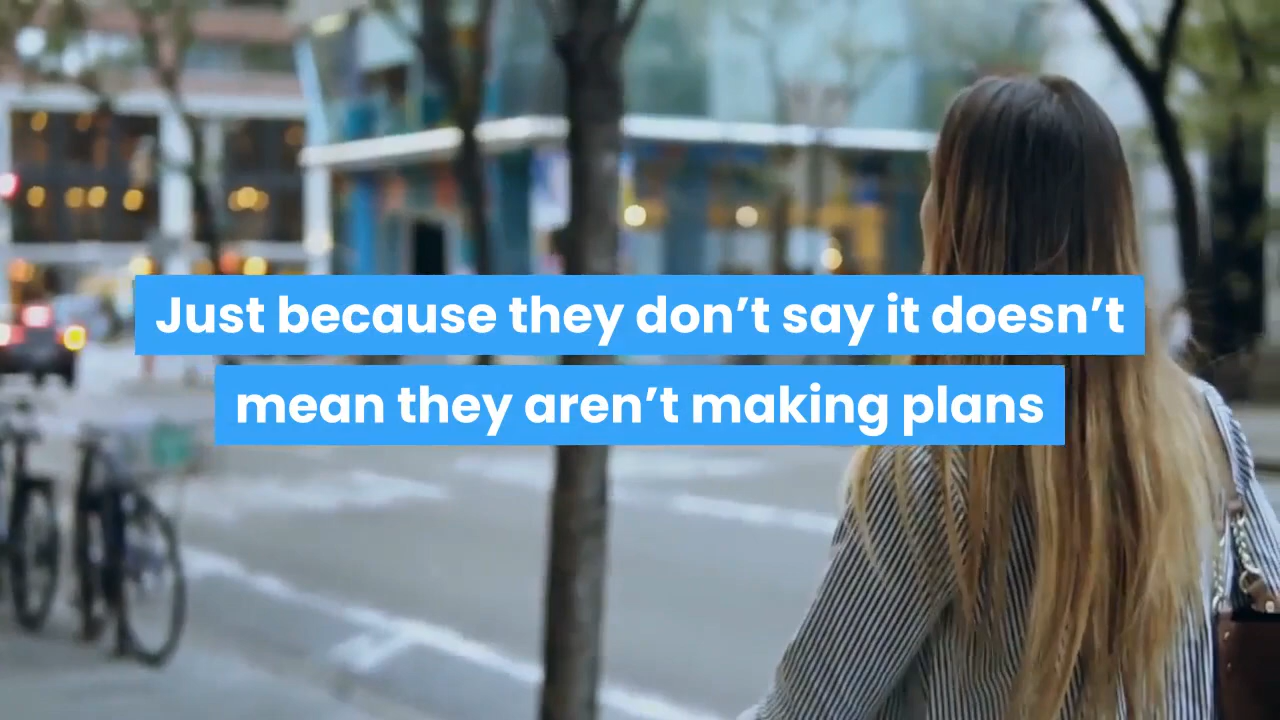 Just because they don’t say it doesn’t
mean they aren’t making plans